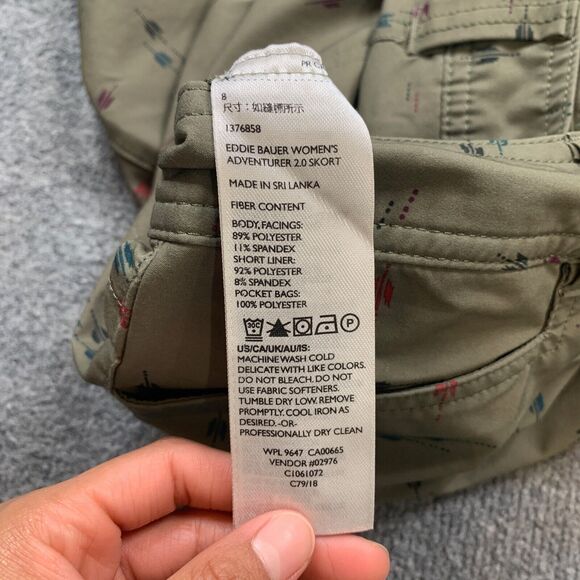 8
尺寸: 如縫標所示
1376858
EDDIE BAUER WOMEN'S
ADVENTURER 2.0 SKORT
MADE IN SRI LANKA
FIBER CONTENT
BODY, FACINGS:
89% POLYESTER
11% SPANDEX
SHORT LINER:
92% POLYESTER
8% SPANDEX
POCKET BAGS:
100% POLYESTER
30C
P
US/CA/UK/AU/IS:
MACHINE WASH COLD
DELICATE WITH LIKE COLORS.
DO NOT BLEACH. DO NOT
USE FABRIC SOFTENERS.
TUMBLE DRY LOW. REMOVE
PROMPTLY. COOL IRON AS
DESIRED.-OR-
PROFESSIONALLY DRY CLEAN
WPL 9647 CA00665
VENDOR #02976
C1061072
C79/18